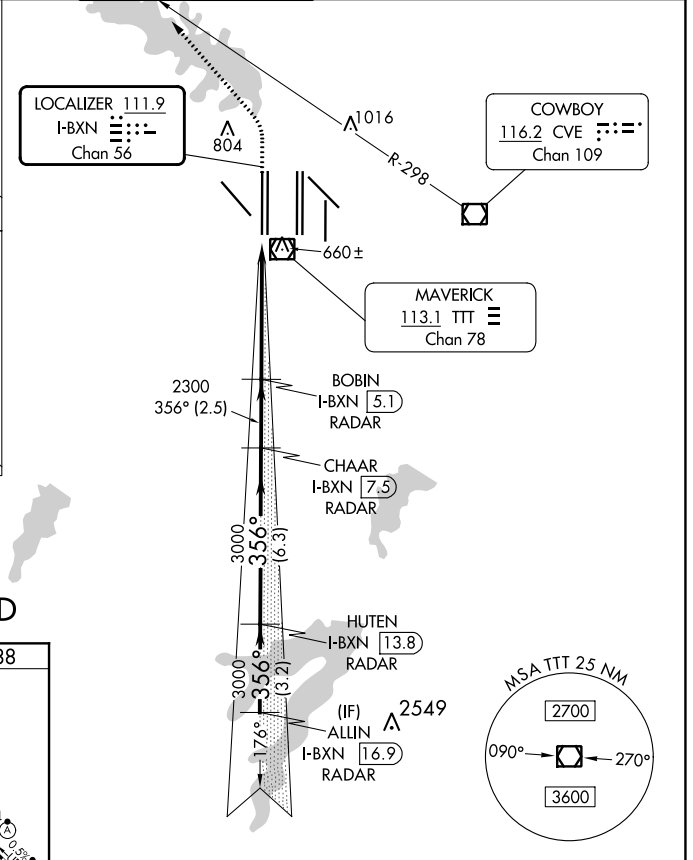 LOCALIZER 111.9
I-BXN
Chan 56
804
1016
R-298
COWBOY
116.2 CVE
Chan 109
660±
MAVERICK
113.1 TTT
Chan 78
2300
356° (2.5)
BOBIN
I-BXN 5.1
RADAR
CHAAR
I-BXN 7.5
RADAR
3000
356°
(6.3)
HUTEN
I-BXN 13.8
RADAR
3000
356°
(3.2)
(IF)
ALLIN
I-BXN 16.9
RADAR
2549
176°
MSA TTT 25 NM
2700
090°
270°
3600
D
38
A